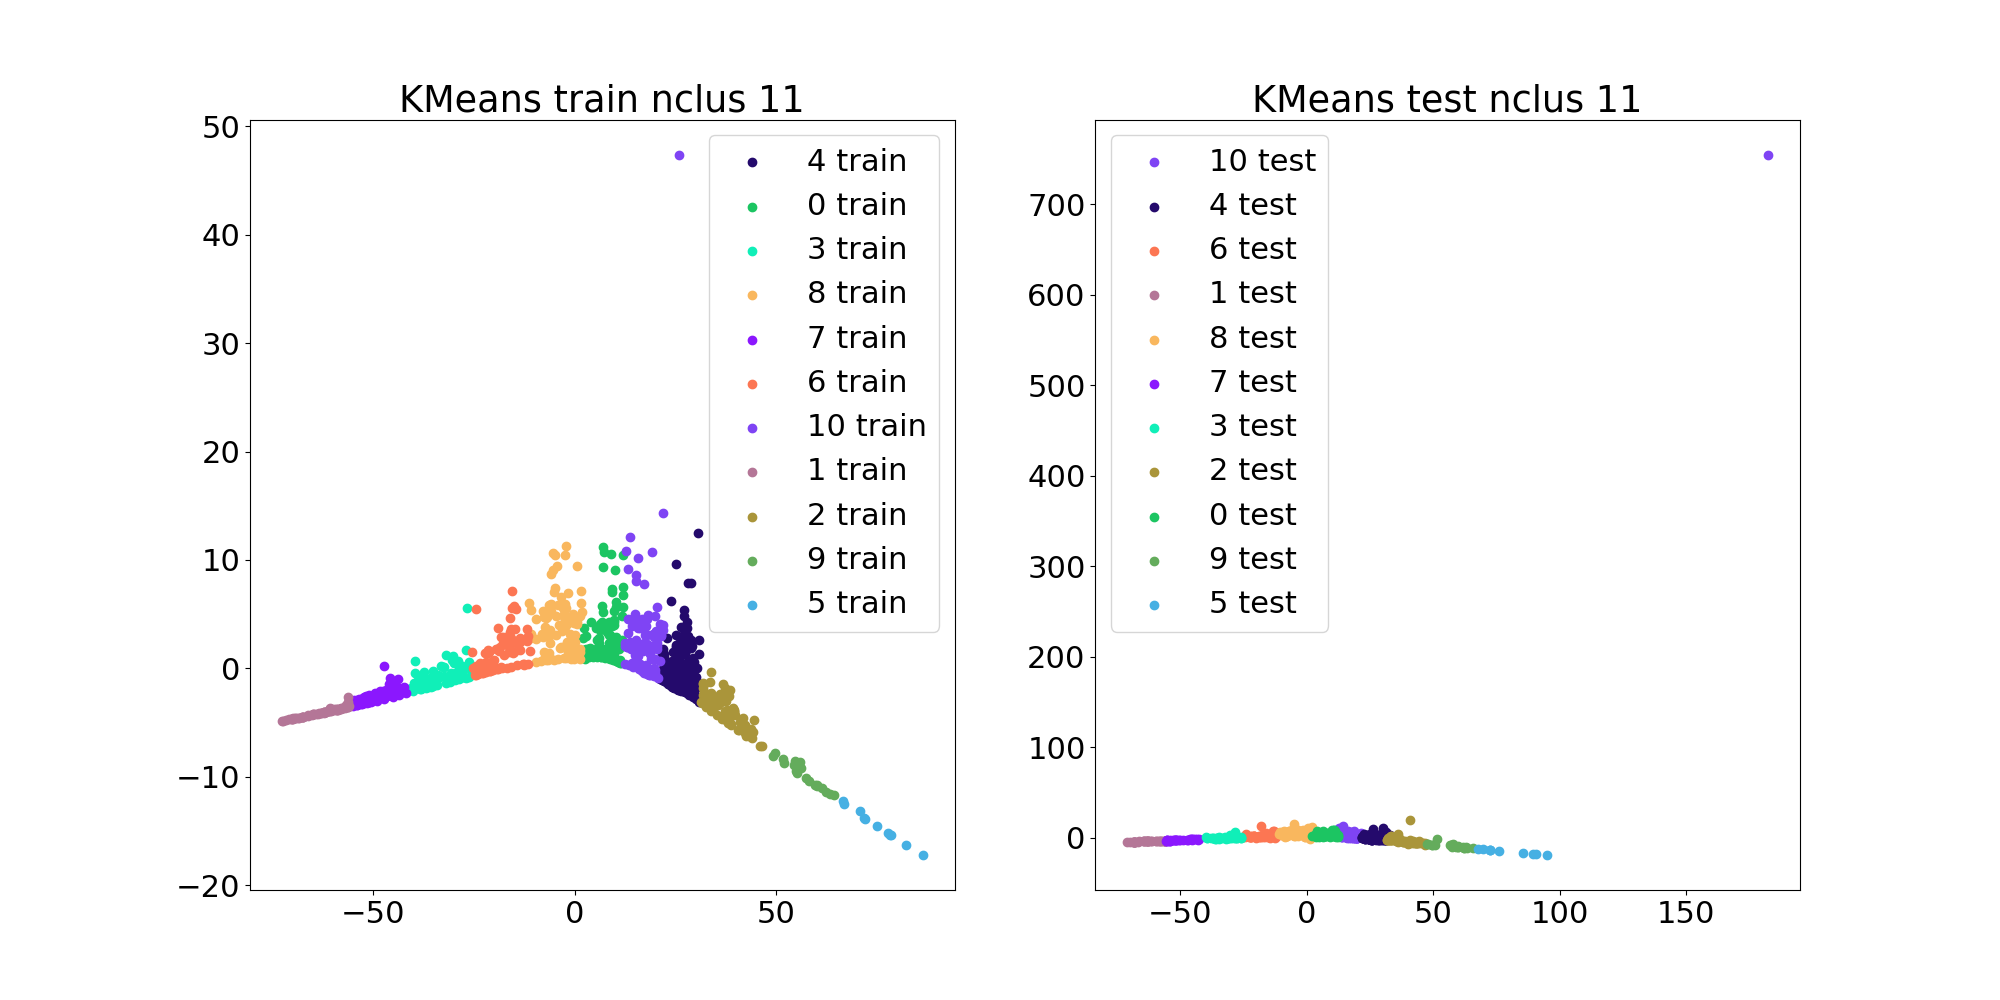 KMeans train nclus 11
50
40
30
20
10
0
−10
−20
−50
0
50
4 train
0 train
3 train
8 train
7 train
6 train
10 train
1 train
2 train
9 train
5 train
KMeans test nclus 11
700
600
500
400
300
200
100
0
−50
0
50
100
150
10 test
4 test
6 test
1 test
8 test
7 test
3 test
2 test
0 test
9 test
5 test